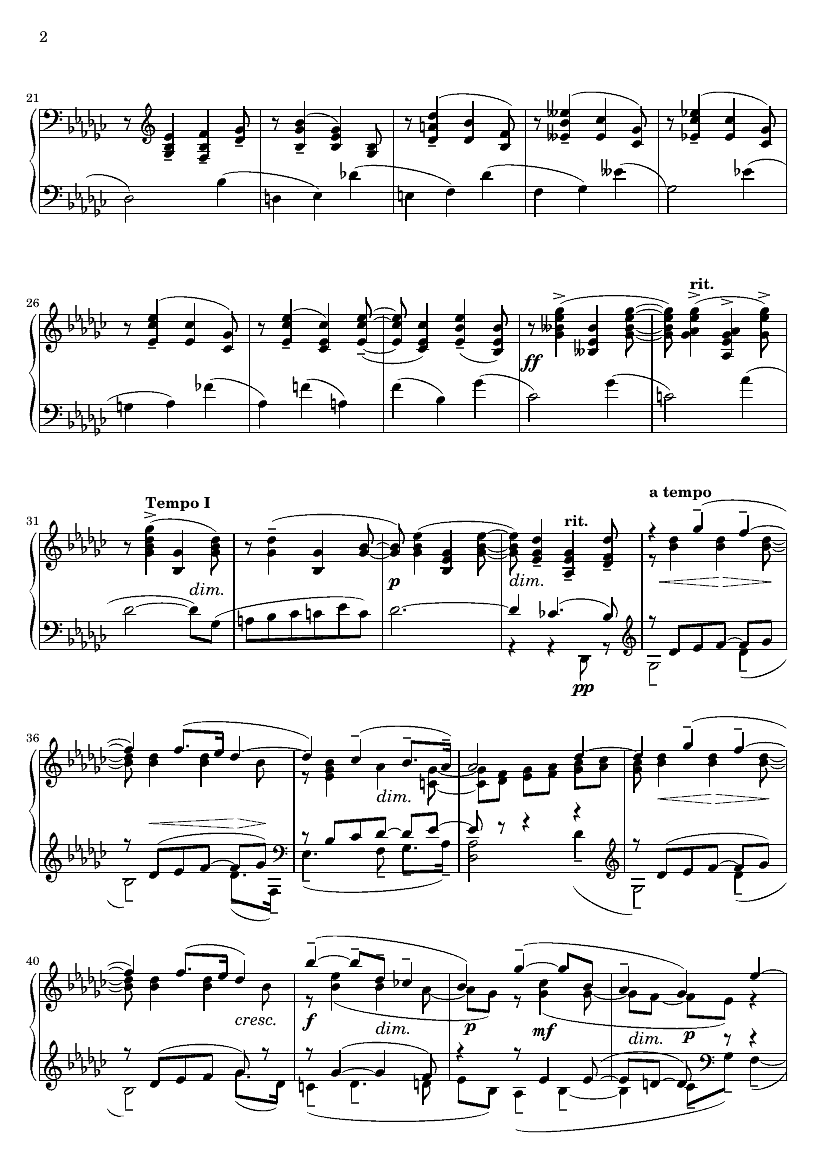 2
21
26
rit.
ff
31
Tempo I
rit.
a tempo
dim.
p
dim.
pp
36
dim.
40
cresc.
f
dim.
p
mf
dim.
p